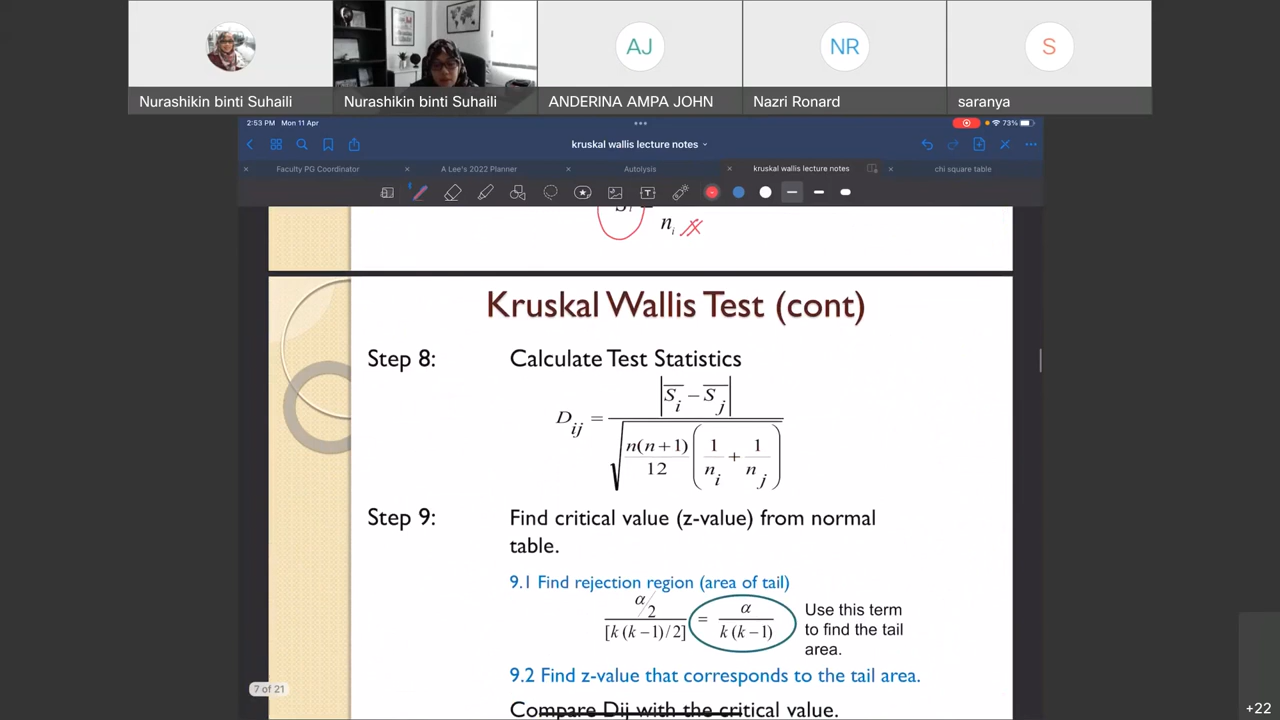 AJ
NR
S
Nurashikin binti Suhaili
Nurashikin binti Suhaili
ANDERINA AMPA JOHN
Nazri Ronard
saranya
2:53 PM Mon 11 Apr
73%
kruskal wallis lecture notes
Faculty PG Coordinator
A Lee's 2022 Planner
Autolysis
kruskal wallis lecture notes
chi square table
n_i
Kruskal Wallis Test (cont)
Step 8: Calculate Test Statistics
D_ij = |S̅_i − S̅_j| / √(n(n+1)/12 (1/n_i + 1/n_j))
Step 9: Find critical value (z-value) from normal
table.
9.1 Find rejection region (area of tail)
α/2 / [k(k−1)/2] = α / k(k−1)
Use this term
to find the tail
area.
9.2 Find z-value that corresponds to the tail area.
7 of 21
Compare Dij with the critical value.
+22